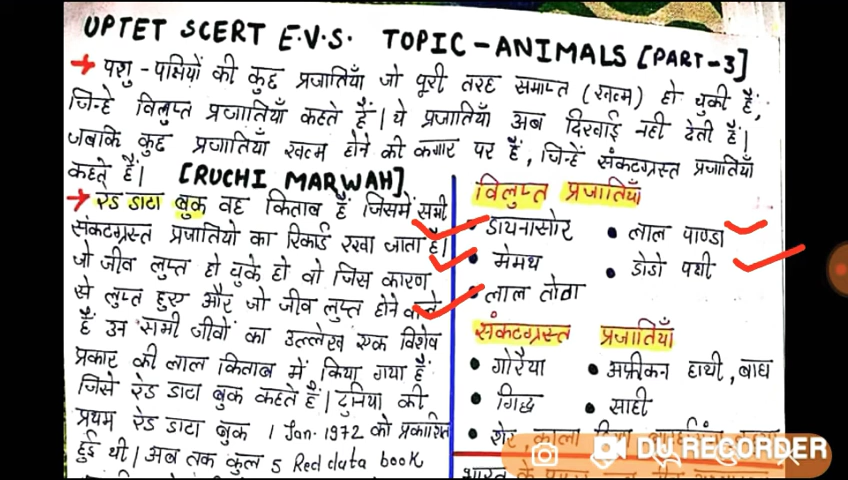 UPTET SCERT E.V.S. TOPIC - ANIMALS [PART-3]
→ पशु-पक्षियों की कुछ प्रजातियाँ जो पूरी तरह समाप्त (खत्म) हो चुकी हैं,
जिन्हे विलुप्त प्रजातियाँ कहते हैं। ये प्रजातियाँ अब दिखाई नही देती हैं।
जबकि कुछ प्रजातियाँ खत्म होने की कगार पर हैं, जिन्हें संकटग्रस्त प्रजातियाँ
कहते हैं। [RUCHI MARWAH]
→ रेड डाटा बुक वह किताब है जिसमें सभी
संकटग्रस्त प्रजातियो का रिकार्ड रखा जाता है।
जो जीव लुप्त हो चुके हो वो जिस कारण
से लुप्त हुए और जो जीव लुप्त होने वाले
हैं उन सभी जीवों का उल्लेख एक विशेष
प्रकार की लाल किताब में किया गया है
जिसे रेड डाटा बुक कहते हैं। दुनिया की
प्रथम रेड डाटा बुक 1 Jan. 1972 को प्रकाशित
हुई थी। अब तक कुल 5 Red data book
विलुप्त प्रजातियाँ
• डायनासोर • लाल पाण्डा
• मेमथ • डोडो पक्षी
• लाल तोता
संकटग्रस्त प्रजातियाँ
• गोरैया • अफ्रीकन हाथी, बाघ
• गिद्ध • साही
• शेर, काला
DU RECORDER
भारत के